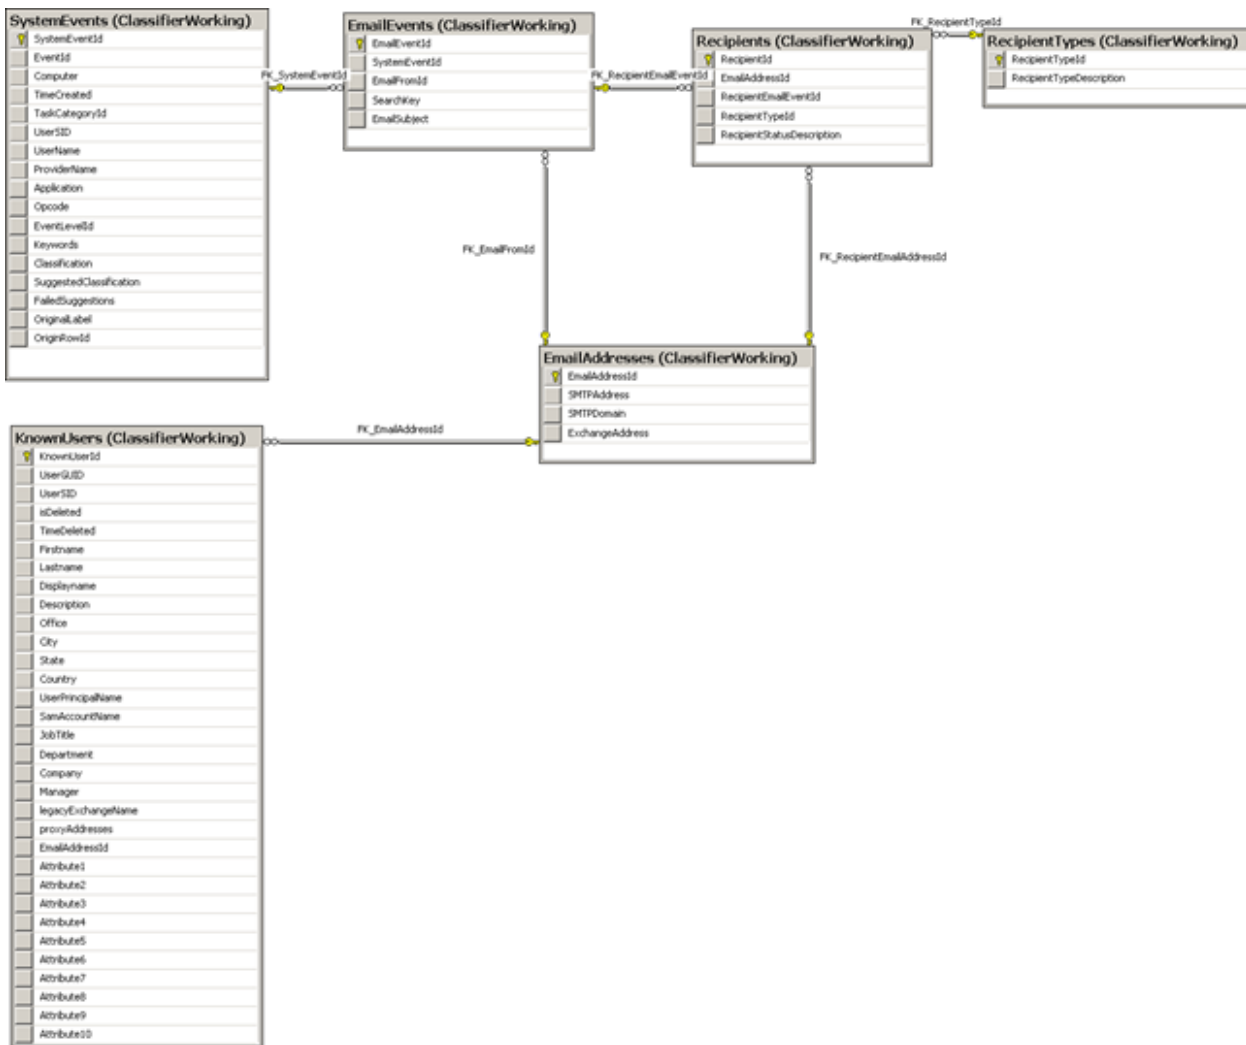 SystemEvents (ClassifierWorking)
SystemEventId
EventId
Computer
TimeCreated
TaskCategoryId
UserSID
UserName
ProviderName
Application
Opcode
EventLevelId
Keywords
Classification
SuggestedClassification
FailedSuggestions
OriginalLabel
OriginRowId
FK_SystemEventId
EmailEvents (ClassifierWorking)
EmailEventId
SystemEventId
EmailFromId
SearchKey
EmailSubject
FK_RecipientEmailEventId
Recipients (ClassifierWorking)
RecipientId
EmailAddressId
RecipientEmailEventId
RecipientTypeId
RecipientStatusDescription
FK_RecipientTypeId
RecipientTypes (ClassifierWorking)
RecipientTypeId
RecipientTypeDescription
FK_EmailFromId
FK_RecipientEmailAddressId
EmailAddresses (ClassifierWorking)
EmailAddressId
SMTPAddress
SMTPDomain
ExchangeAddress
FK_EmailAddressId
KnownUsers (ClassifierWorking)
KnownUserId
UserGUID
UserSID
isDeleted
TimeDeleted
Firstname
Lastname
Displayname
Description
Office
City
State
Country
UserPrincipalName
SamAccountName
JobTitle
Department
Company
Manager
legacyExchangeName
proxyAddresses
EmailAddressId
Attribute1
Attribute2
Attribute3
Attribute4
Attribute5
Attribute6
Attribute7
Attribute8
Attribute9
Attribute10